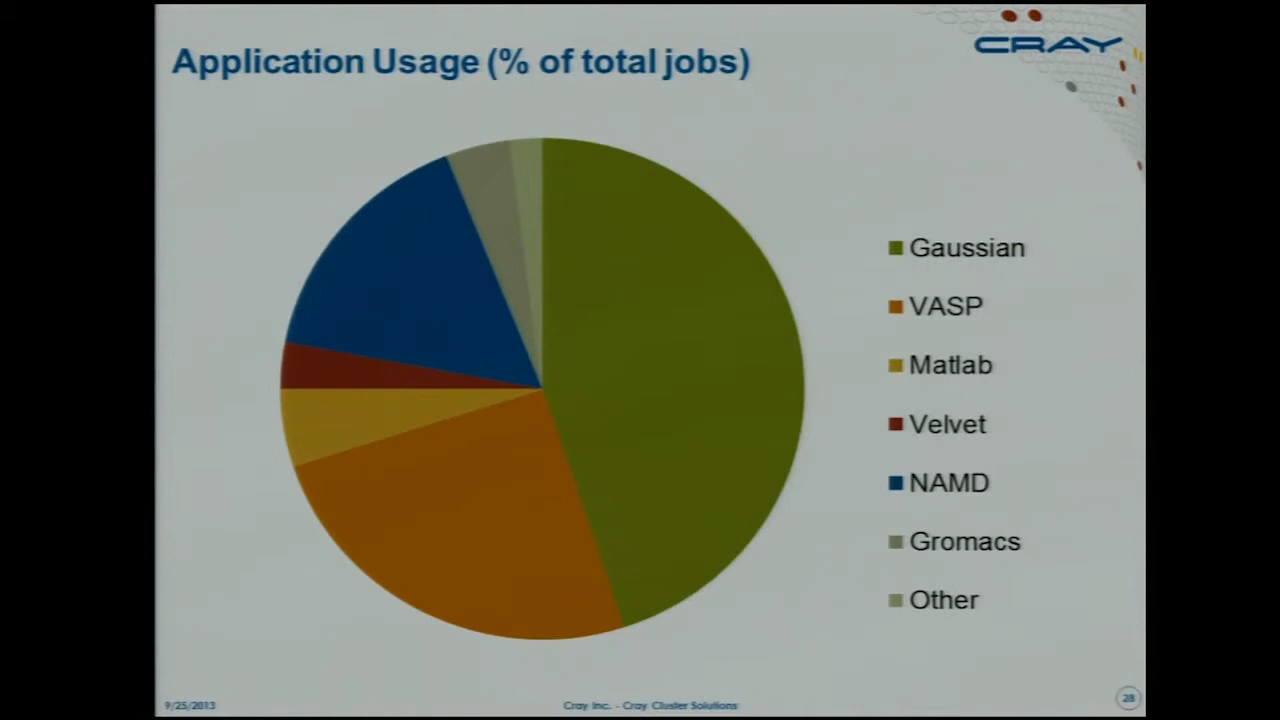 Application Usage (% of total jobs)
CRAY
Gaussian
VASP
Matlab
Velvet
NAMD
Gromacs
Other
9/25/2013
Cray Inc. - Cray Cluster Solutions
28